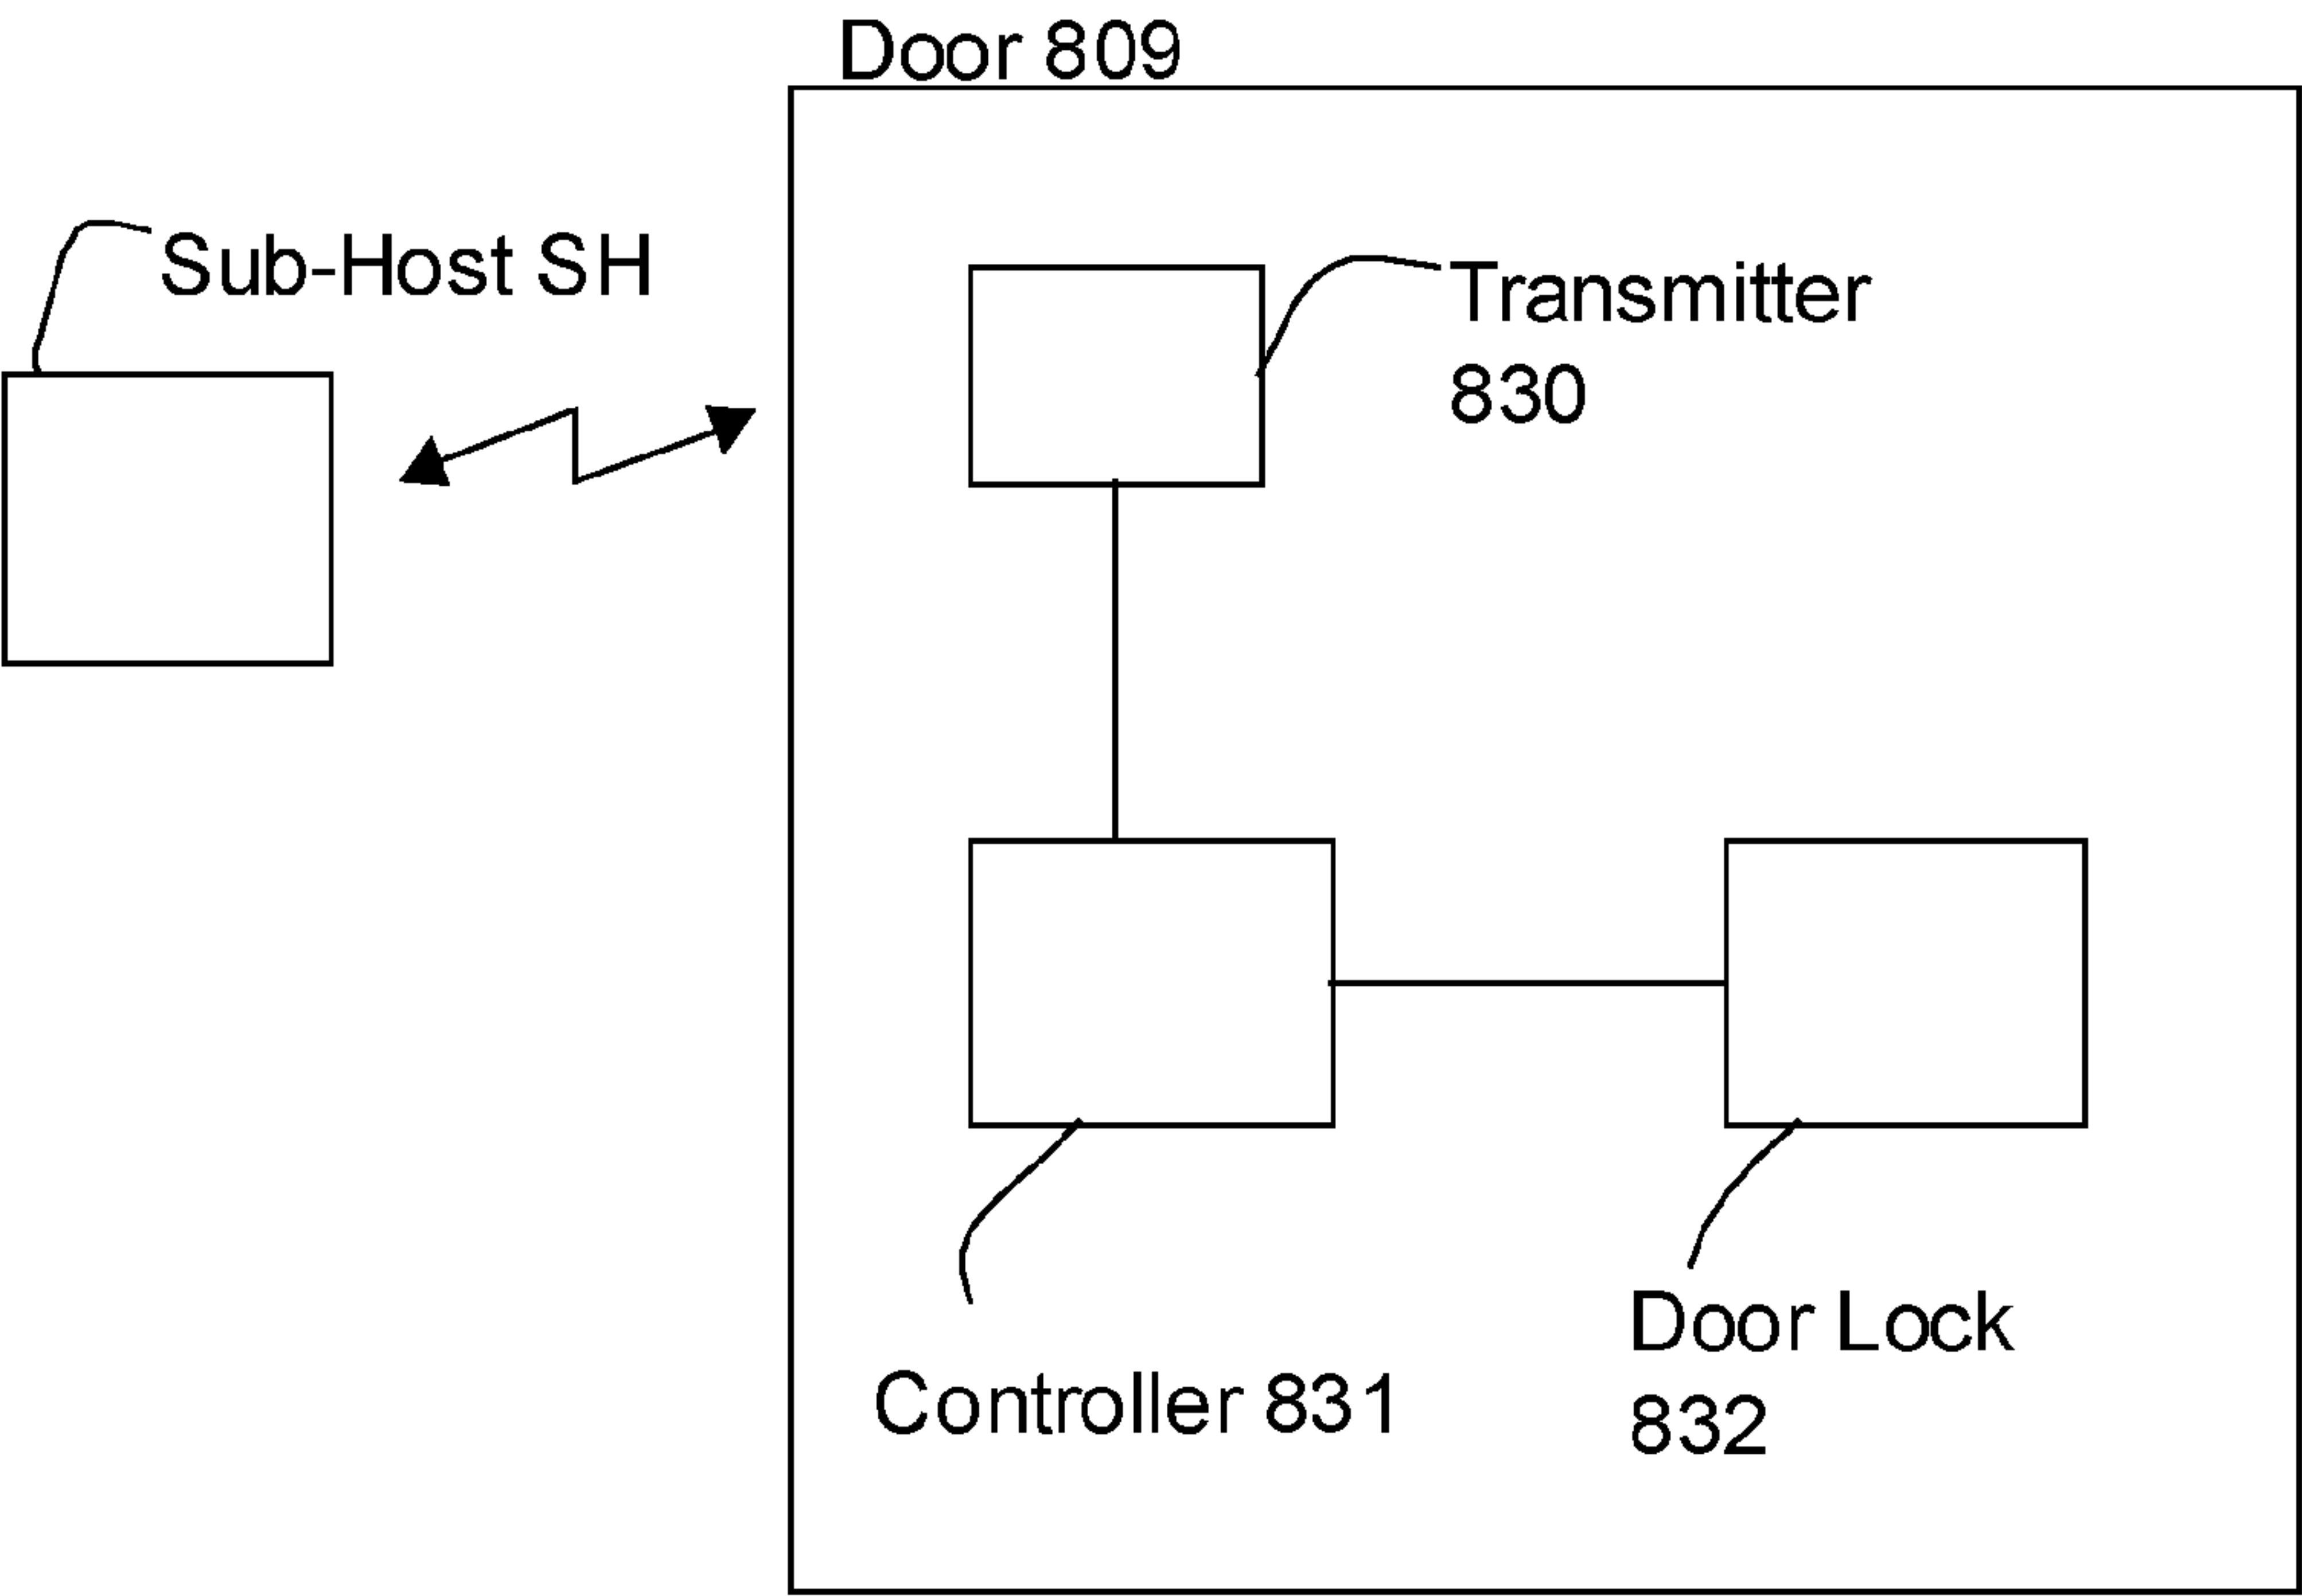 Door 809
Sub-Host SH
Transmitter
830
Controller 831
Door Lock
832